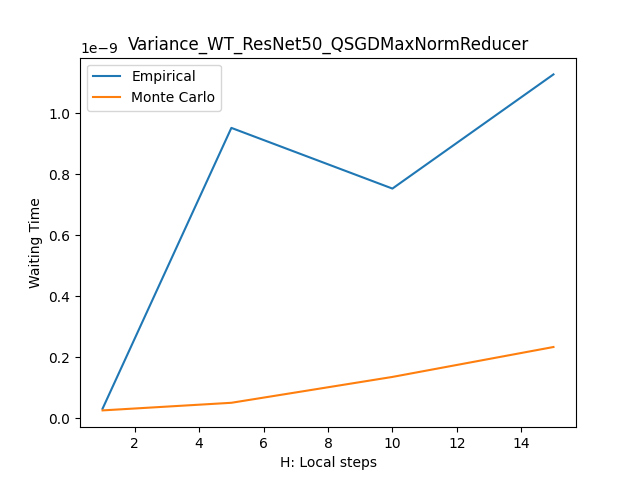 1e−9
Variance_WT_ResNet50_QSGDMaxNormReducer
Empirical
Monte Carlo
1.0
0.8
0.6
0.4
0.2
0.0
Waiting Time
2 4 6 8 10 12 14
H: Local steps